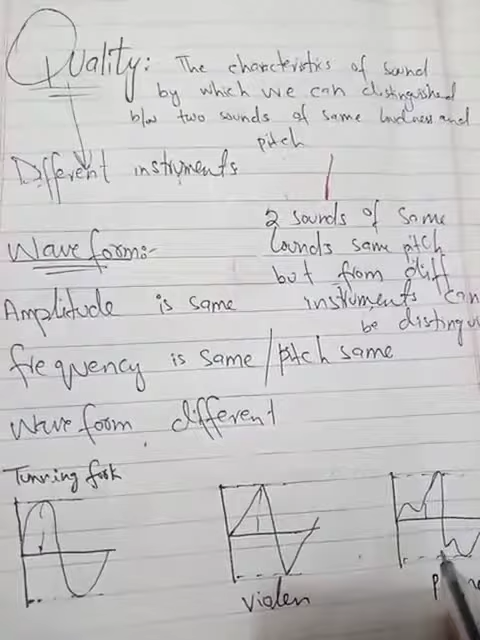 Quality: The charcteristics of sound
by which we can distinguished
b/w two sounds of same loudness and
pitch
Different instruments
2 sounds of same
lounds same pitch
but from diff
instruments can
be distingu
Wave form:-
Amplitude is same
frequency is same / pitch same
Wave form different
Tunning fork
Violen